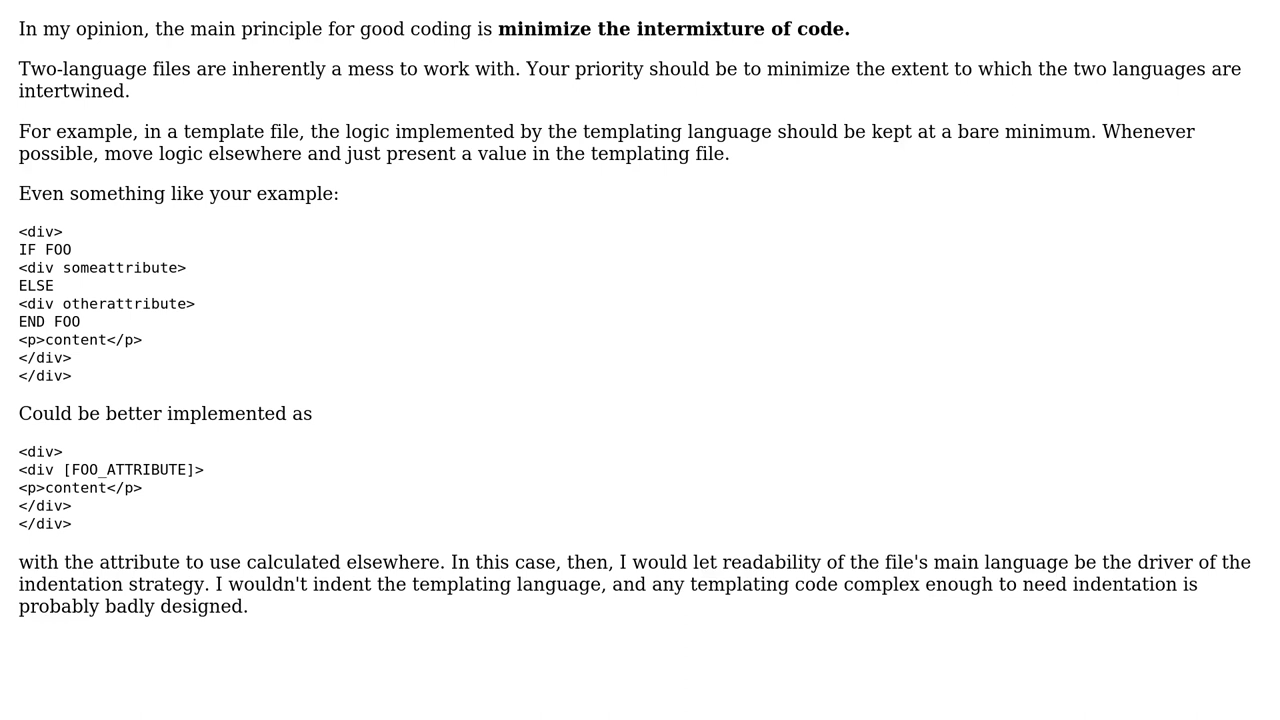 In my opinion, the main principle for good coding is minimize the intermixture of code.
Two-language files are inherently a mess to work with. Your priority should be to minimize the extent to which the two languages are
intertwined.
For example, in a template file, the logic implemented by the templating language should be kept at a bare minimum. Whenever
possible, move logic elsewhere and just present a value in the templating file.
Even something like your example:
<div>
IF FOO
<div someattribute>
ELSE
<div otherattribute>
END FOO
<p>content</p>
</div>
</div>
Could be better implemented as
<div>
<div [FOO_ATTRIBUTE]>
<p>content</p>
</div>
</div>
with the attribute to use calculated elsewhere. In this case, then, I would let readability of the file's main language be the driver of the
indentation strategy. I wouldn't indent the templating language, and any templating code complex enough to need indentation is
probably badly designed.